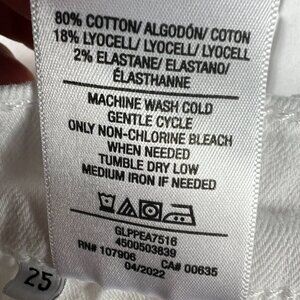 80% COTTON/ ALGODÓN/ COTON
18% LYOCELL/ LYOCELL/ LYOCELL
2% ELASTANE/ ELASTANO/
ÉLASTHANNE
MACHINE WASH COLD
GENTLE CYCLE
ONLY NON-CHLORINE BLEACH
WHEN NEEDED
TUMBLE DRY LOW
MEDIUM IRON IF NEEDED
GLPPEA7516
4500503839
RN# 107906 CA# 00635
04/2022
25